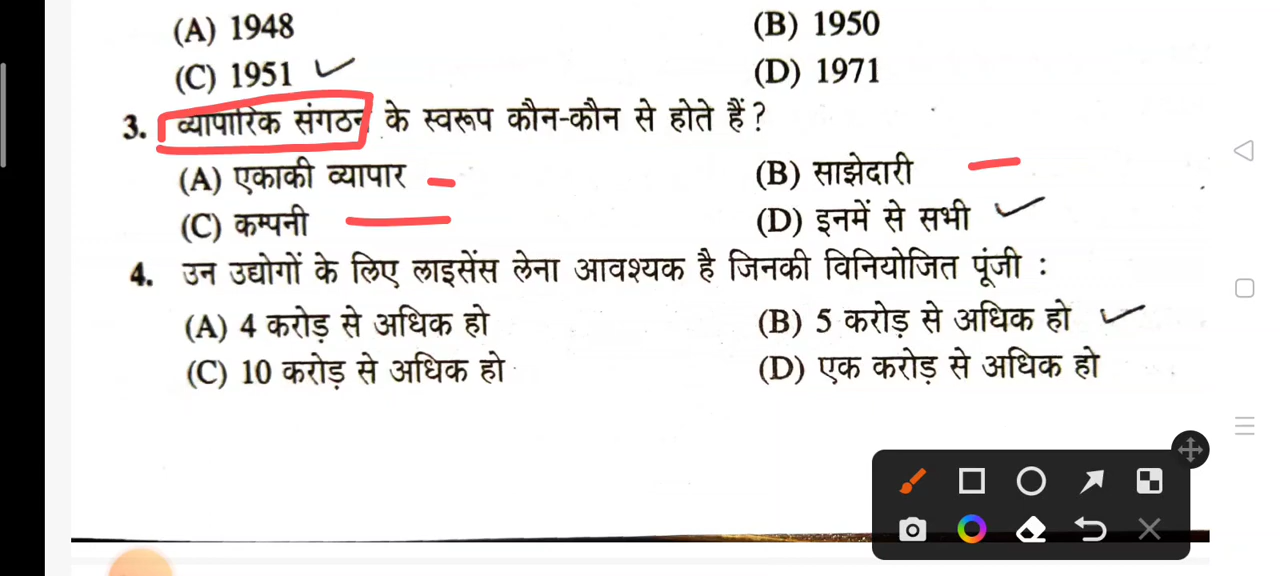 (A) 1948 (B) 1950
(C) 1951 (D) 1971
3. व्यापारिक संगठन के स्वरूप कौन-कौन से होते हैं?
(A) एकाकी व्यापार (B) साझेदारी
(C) कम्पनी (D) इनमें से सभी
4. उन उद्योगों के लिए लाइसेंस लेना आवश्यक है जिनकी विनियोजित पूंजी :
(A) 4 करोड़ से अधिक हो (B) 5 करोड़ से अधिक हो
(C) 10 करोड़ से अधिक हो (D) एक करोड़ से अधिक हो